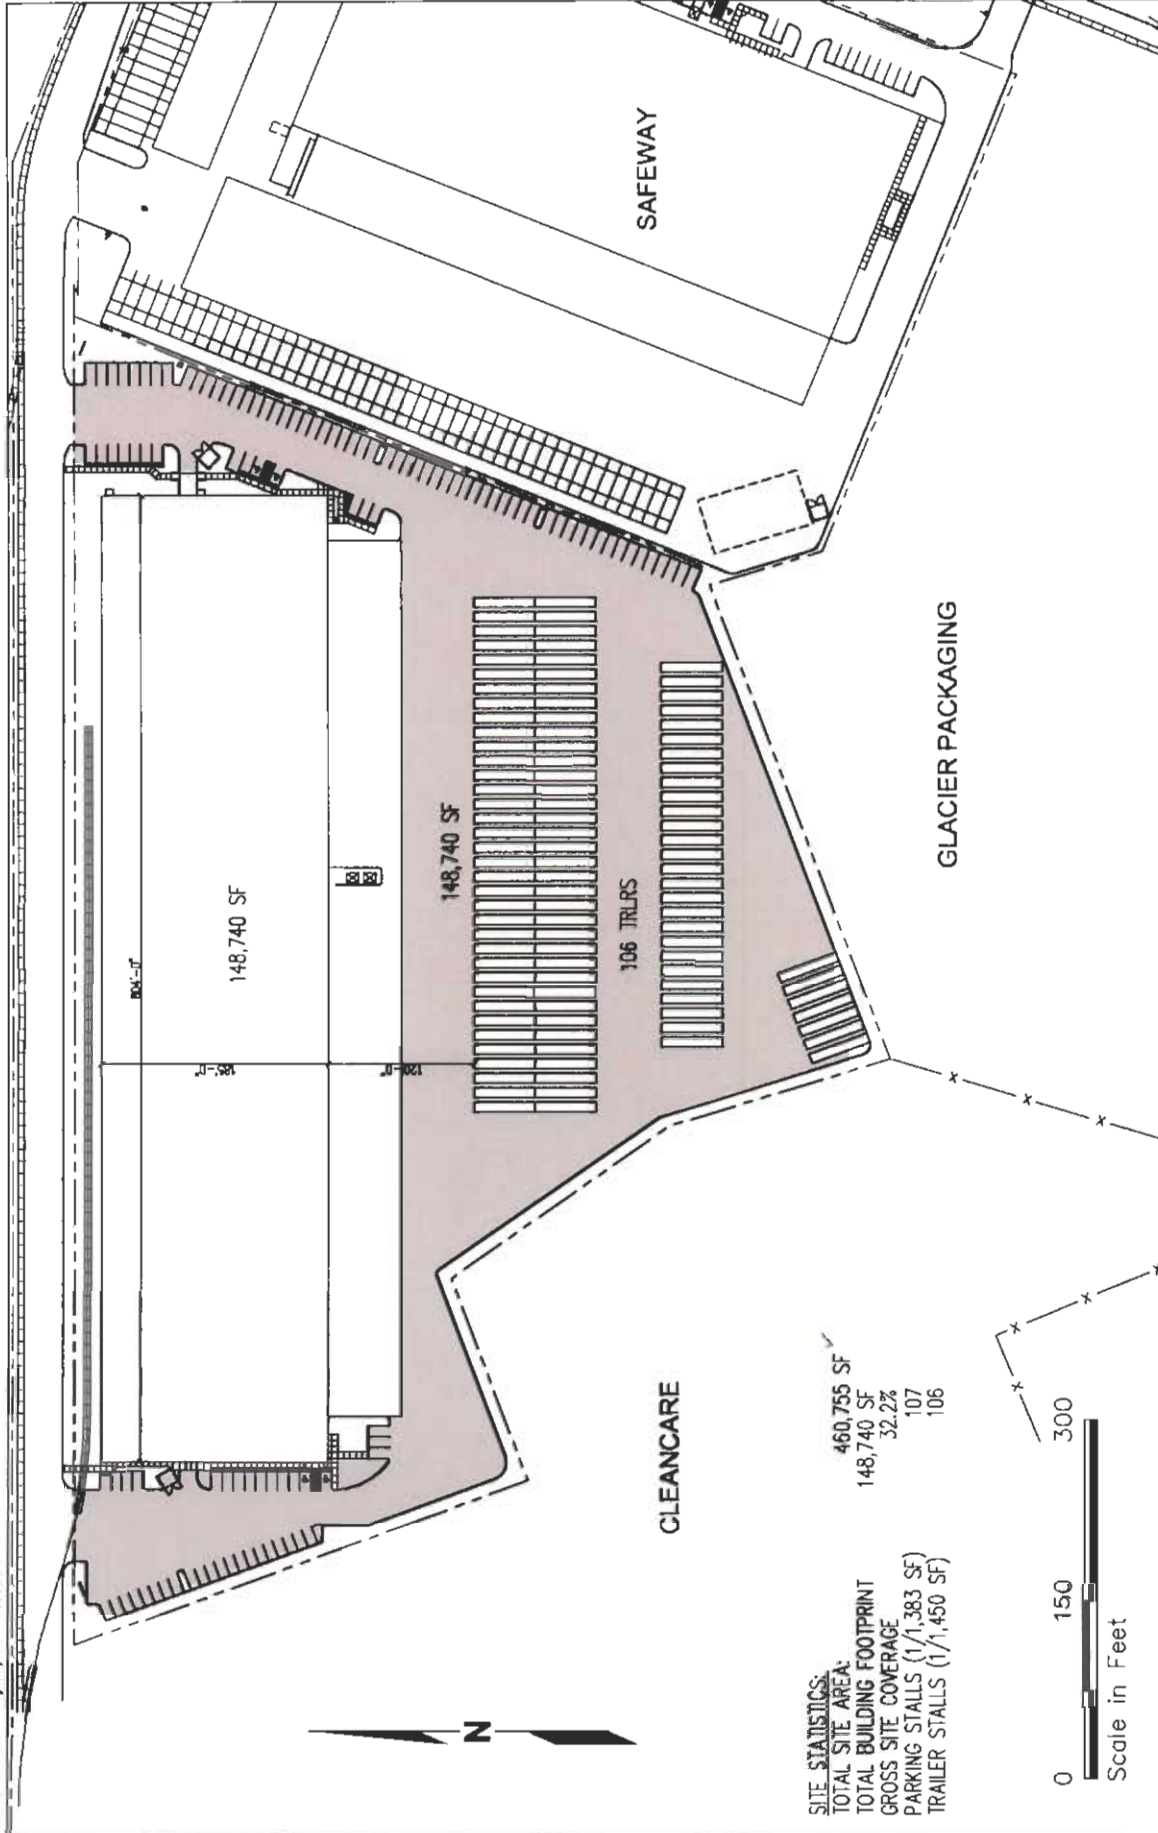 SAFEWAY
148,740 SF
804'-0"
185'-0"
120'-0"
148,740 SF
106 TRLRS
GLACIER PACKAGING
CLEANCARE
N
SITE STATISTICS:
TOTAL SITE AREA: 460,755 SF
TOTAL BUILDING FOOTPRINT 148,740 SF
GROSS SITE COVERAGE 32.2%
PARKING STALLS (1/1,383 SF) 107
TRAILER STALLS (1/1,450 SF) 106
0 150 300
Scale in Feet